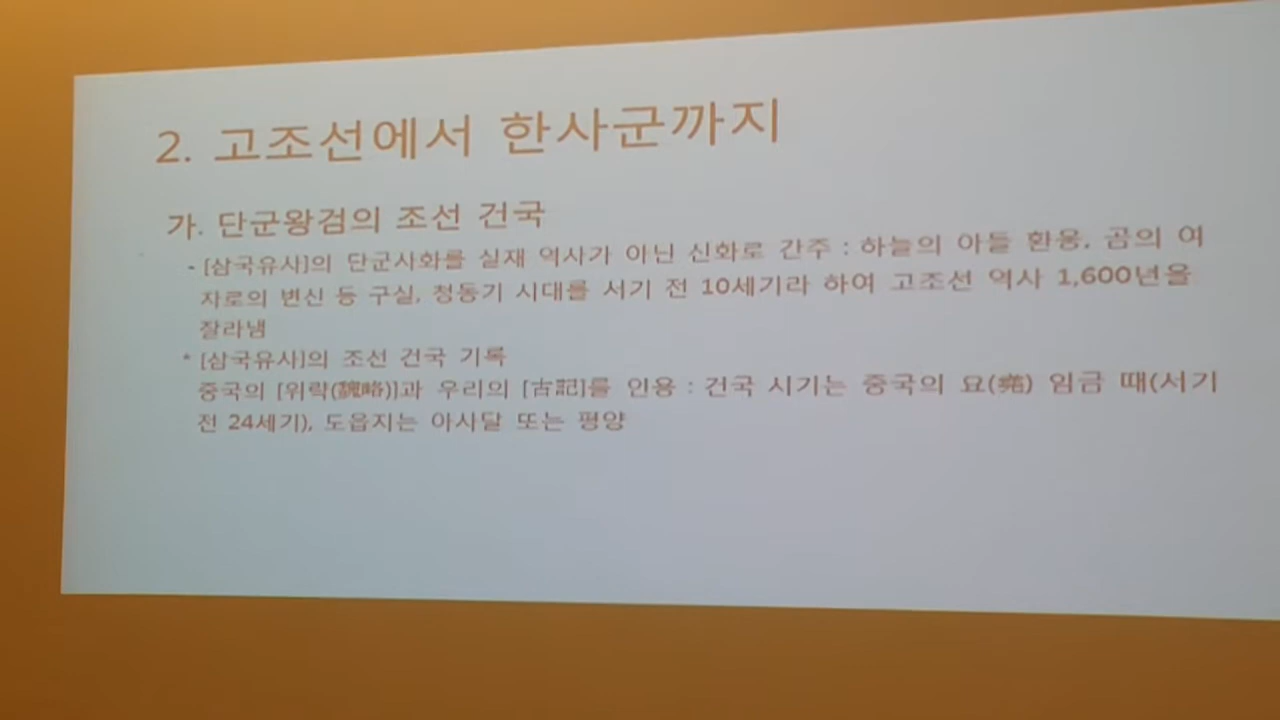 2. 고조선에서 한사군까지
가. 단군왕검의 조선 건국
- [삼국유사]의 단군사화를 실재 역사가 아닌 신화로 간주 : 하늘의 아들 환웅, 곰의 여
자로의 변신 등 구실, 청동기 시대를 서기 전 10세기라 하여 고조선 역사 1,600년을
잘라냄
* [삼국유사]의 조선 건국 기록
중국의 [위략(魏略)]과 우리의 [古記]를 인용 : 건국 시기는 중국의 요(堯) 임금 때(서기
전 24세기), 도읍지는 아사달 또는 평양